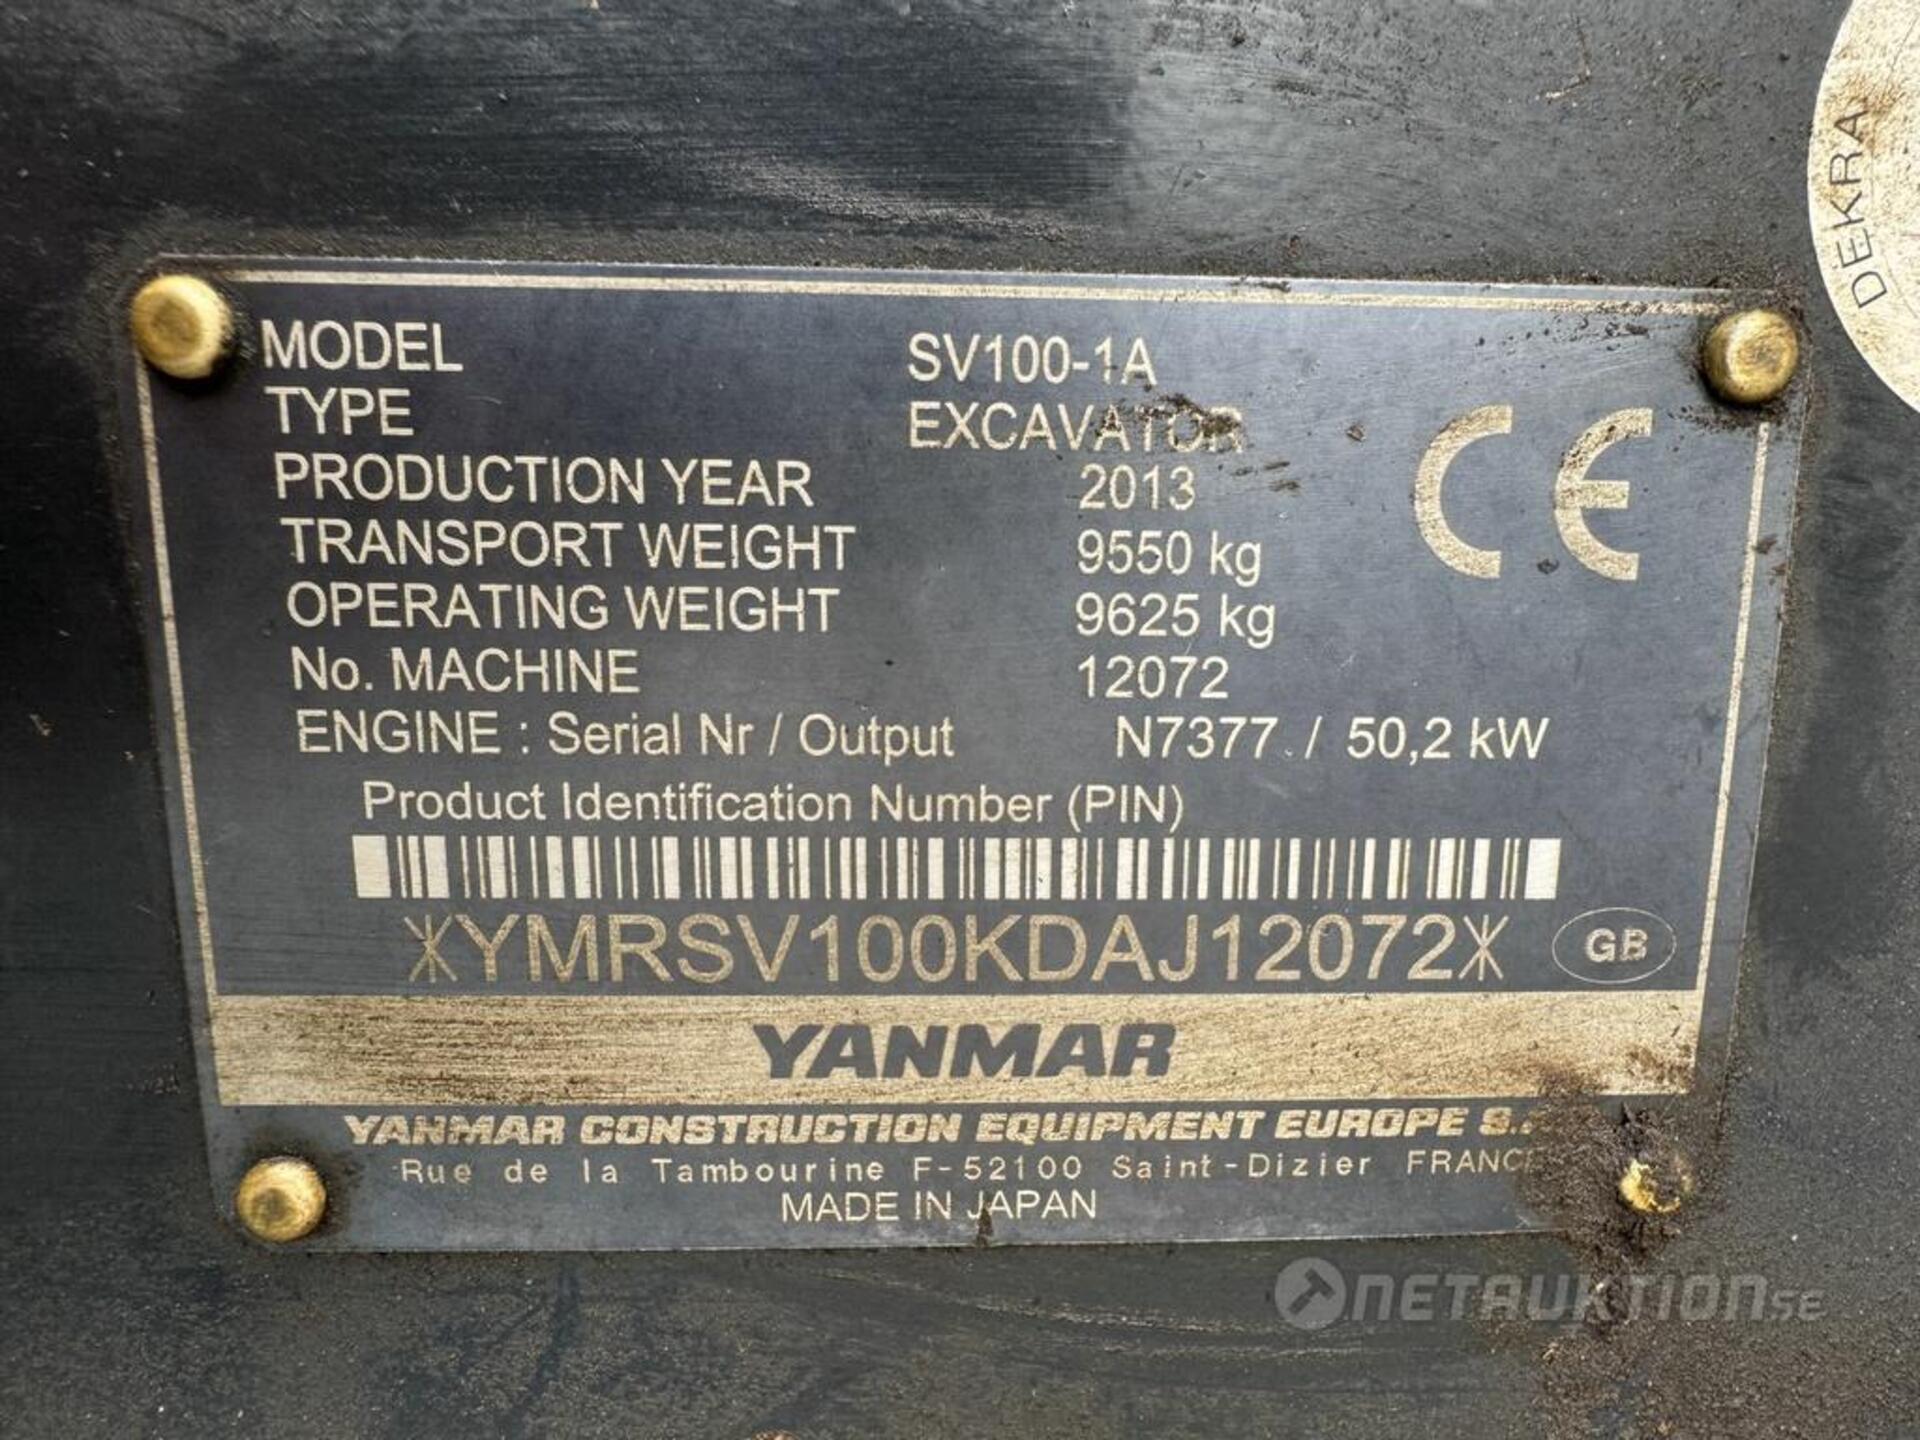 DEKRA
MODEL SV100-1A
TYPE EXCAVATOR
PRODUCTION YEAR 2013
TRANSPORT WEIGHT 9550 kg
OPERATING WEIGHT 9625 kg
No. MACHINE 12072
ENGINE : Serial Nr / Output N7377 / 50,2 kW
CE
Product Identification Number (PIN)
*YMRSV100KDAJ12072*
GB
YANMAR
YANMAR CONSTRUCTION EQUIPMENT EUROPE
Rue de la Tambourine F-52100 Saint-Dizier FRANCE
MADE IN JAPAN
NETAUKTION.SE